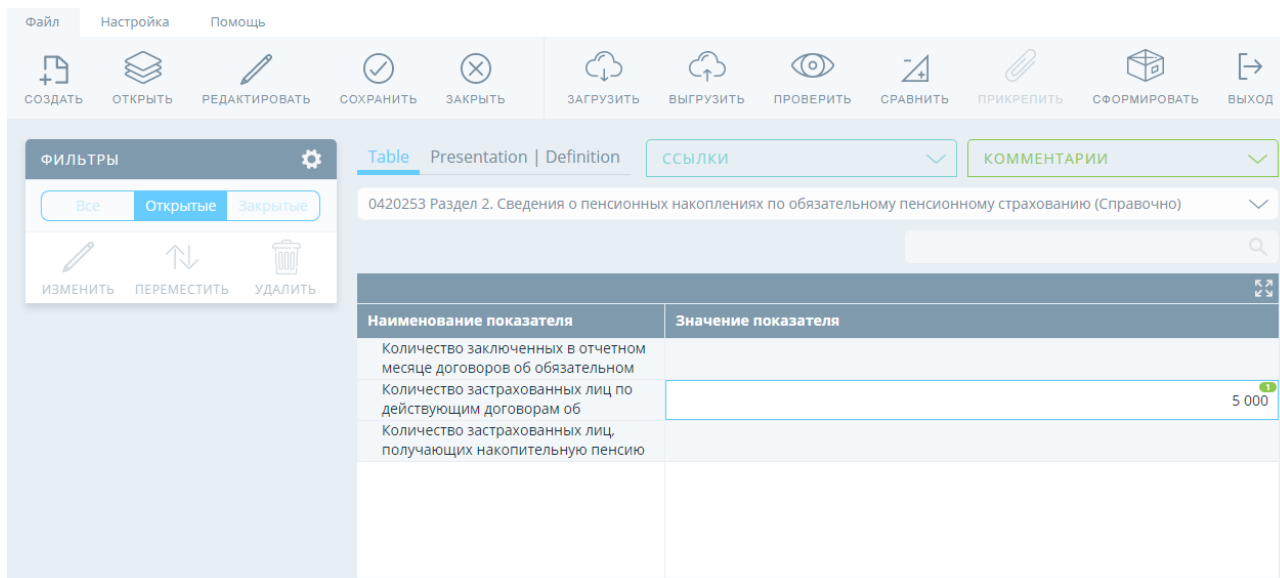 Файл Настройка Помощь
СОЗДАТЬ ОТКРЫТЬ РЕДАКТИРОВАТЬ СОХРАНИТЬ ЗАКРЫТЬ ЗАГРУЗИТЬ ВЫГРУЗИТЬ ПРОВЕРИТЬ СРАВНИТЬ ПРИКРЕПИТЬ СФОРМИРОВАТЬ ВЫХОД
ФИЛЬТРЫ
Все Открытые Закрытые
ИЗМЕНИТЬ ПЕРЕМЕСТИТЬ УДАЛИТЬ
Table Presentation | Definition ССЫЛКИ КОММЕНТАРИИ
0420253 Раздел 2. Сведения о пенсионных накоплениях по обязательному пенсионному страхованию (Справочно)
Наименование показателя Значение показателя
Количество заключенных в отчетном
месяце договоров об обязательном
Количество застрахованных лиц по
действующим договорам об
1
5 000
Количество застрахованных лиц,
получающих накопительную пенсию